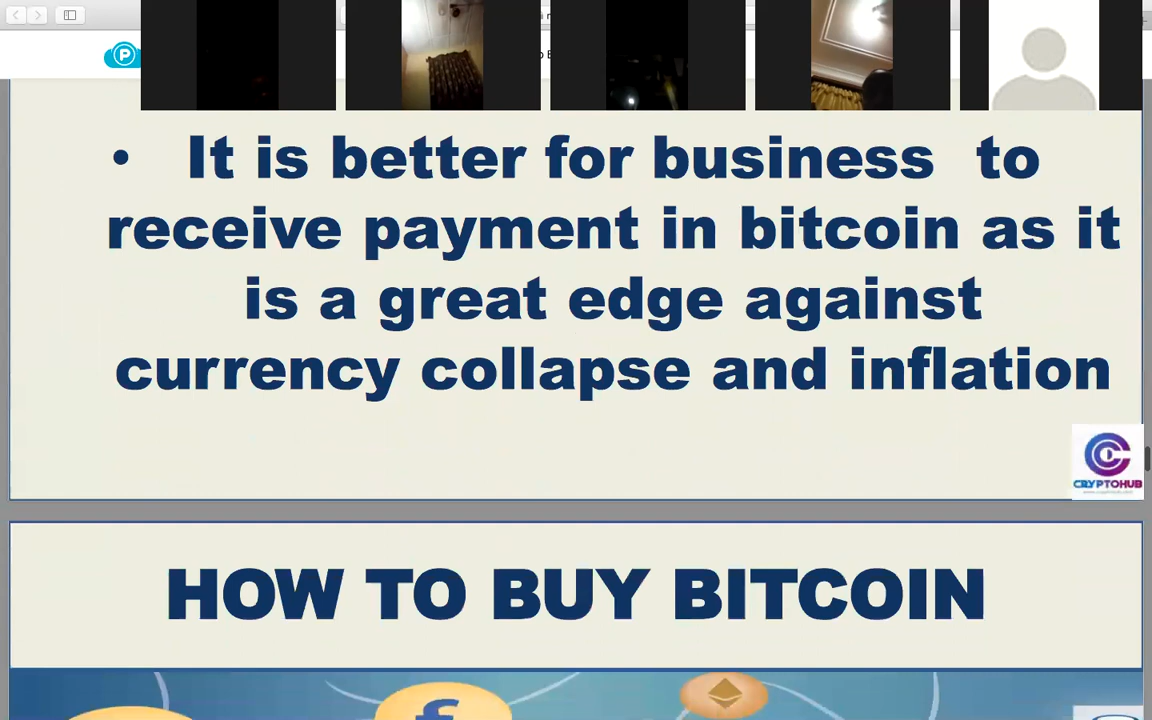 P
• It is better for business to
receive payment in bitcoin as it
is a great edge against
currency collapse and inflation
CRYPTOHUB
HOW TO BUY BITCOIN